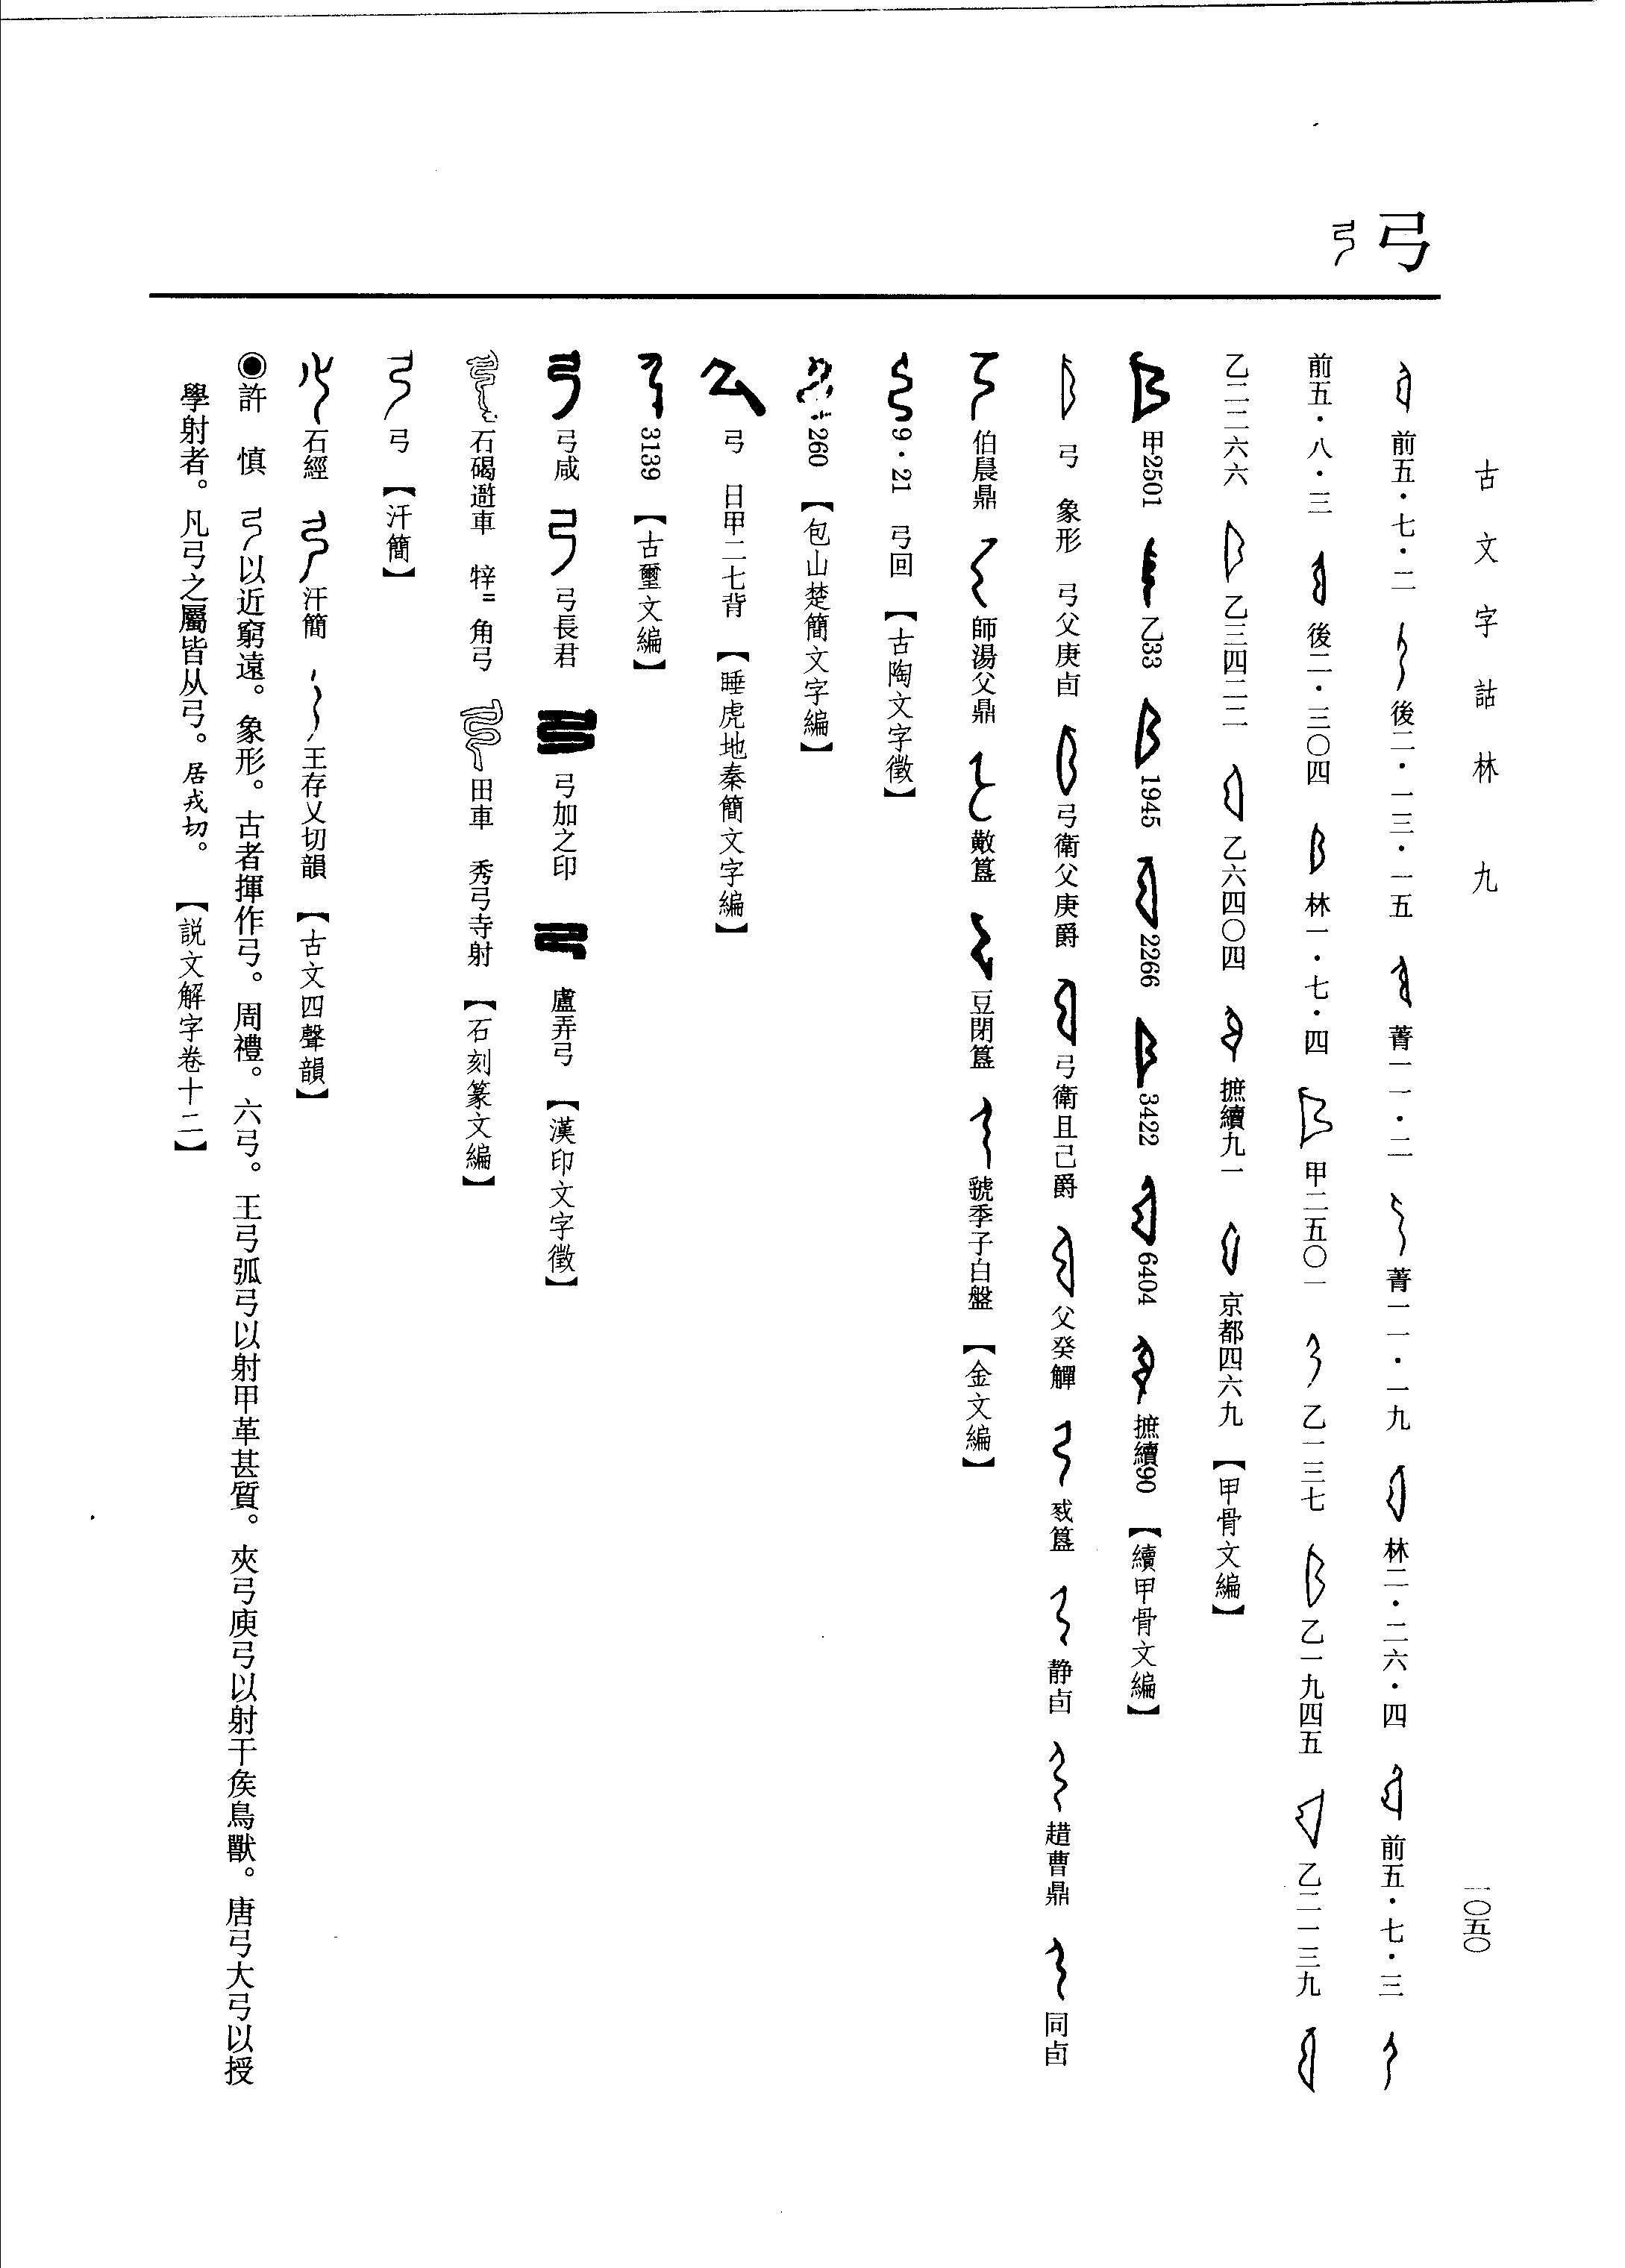 古文字詁林 九
一〇五〇
弓
前五·七·二 後二·一三·一五 菁一一·二 菁一一·一九 林二·二六·四 前五·七·三
前五·八·三 後二·三〇四 林一·七·四 甲二五〇一 乙一三七 乙一九四五 乙二一三九
乙二二六六 乙三四二二 乙六四〇四 摭續九一 京都四六九 【甲骨文編】
甲2501 乙33 1945 2266 3422 6404 摭續90 【續甲骨文編】
弓 象形 弓父庚卣 弓衛父庚爵 弓衛且己爵 父癸觶 㦰簋 静卣 趞曹鼎 同卣
伯晨鼎 師湯父鼎 簋 豆閉簋 虢季子白盤 【金文編】
9·21 弓回 【古陶文字徵】
260 【包山楚簡文字編】
弓 日甲二七背 【睡虎地秦簡文字編】
3139 【古璽文編】
弓咸 弓長君 弓加之印 盧弄弓 【漢印文字徵】
石碣避車 牸= 角弓 田車 秀弓寺射 【石刻篆文編】
弓 【汗簡】
石經 汗簡 王存乂切韻 【古文四聲韻】
◉許 慎 弓以近窮遠。象形。古者揮作弓。周禮。六弓。王弓弧弓以射甲革甚質。夾弓庾弓以射干矦鳥獸。唐弓大弓以授
學射者。凡弓之屬皆从弓。居戎切。 【説文解字卷十二】